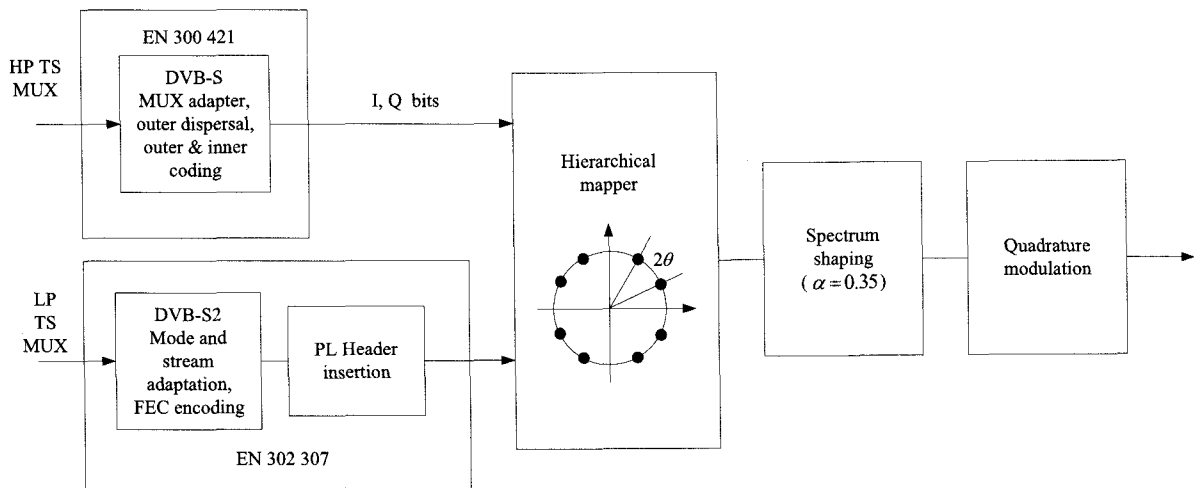 EN 300 421
HP TS
MUX
DVB-S
MUX adapter,
outer dispersal,
outer & inner
coding
I, Q bits
LP
TS
MUX
DVB-S2
Mode and
stream
adaptation,
FEC encoding
PL Header
insertion
EN 302 307
Hierarchical
mapper
2θ
Spectrum
shaping
( α = 0.35)
Quadrature
modulation